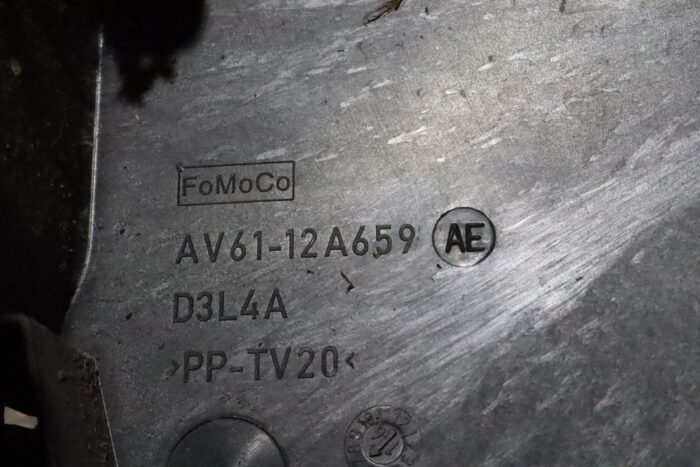 FoMoCo
AV61-12A659 AE
D3L4A
>PP-TV20<